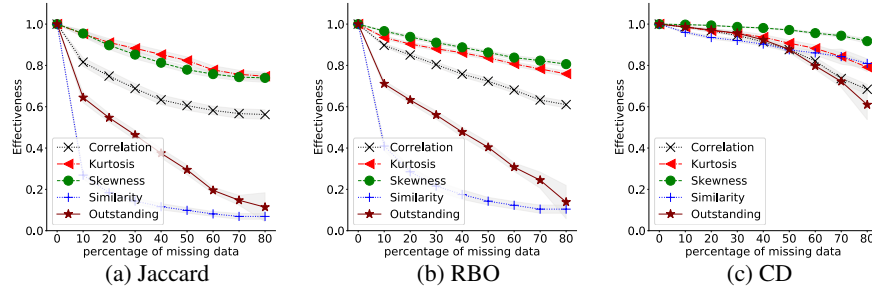 Effectiveness
1.0
0.8
0.6
0.4
0.2
0.0
Correlation
Kurtosis
Skewness
Similarity
Outstanding
0 10 20 30 40 50 60 70 80
percentage of missing data
(a) Jaccard
Effectiveness
1.0
0.8
0.6
0.4
0.2
0.0
Correlation
Kurtosis
Skewness
Similarity
Outstanding
0 10 20 30 40 50 60 70 80
percentage of missing data
(b) RBO
Effectiveness
1.0
0.8
0.6
0.4
0.2
0.0
Correlation
Kurtosis
Skewness
Similarity
Outstanding
0 10 20 30 40 50 60 70 80
percentage of missing data
(c) CD